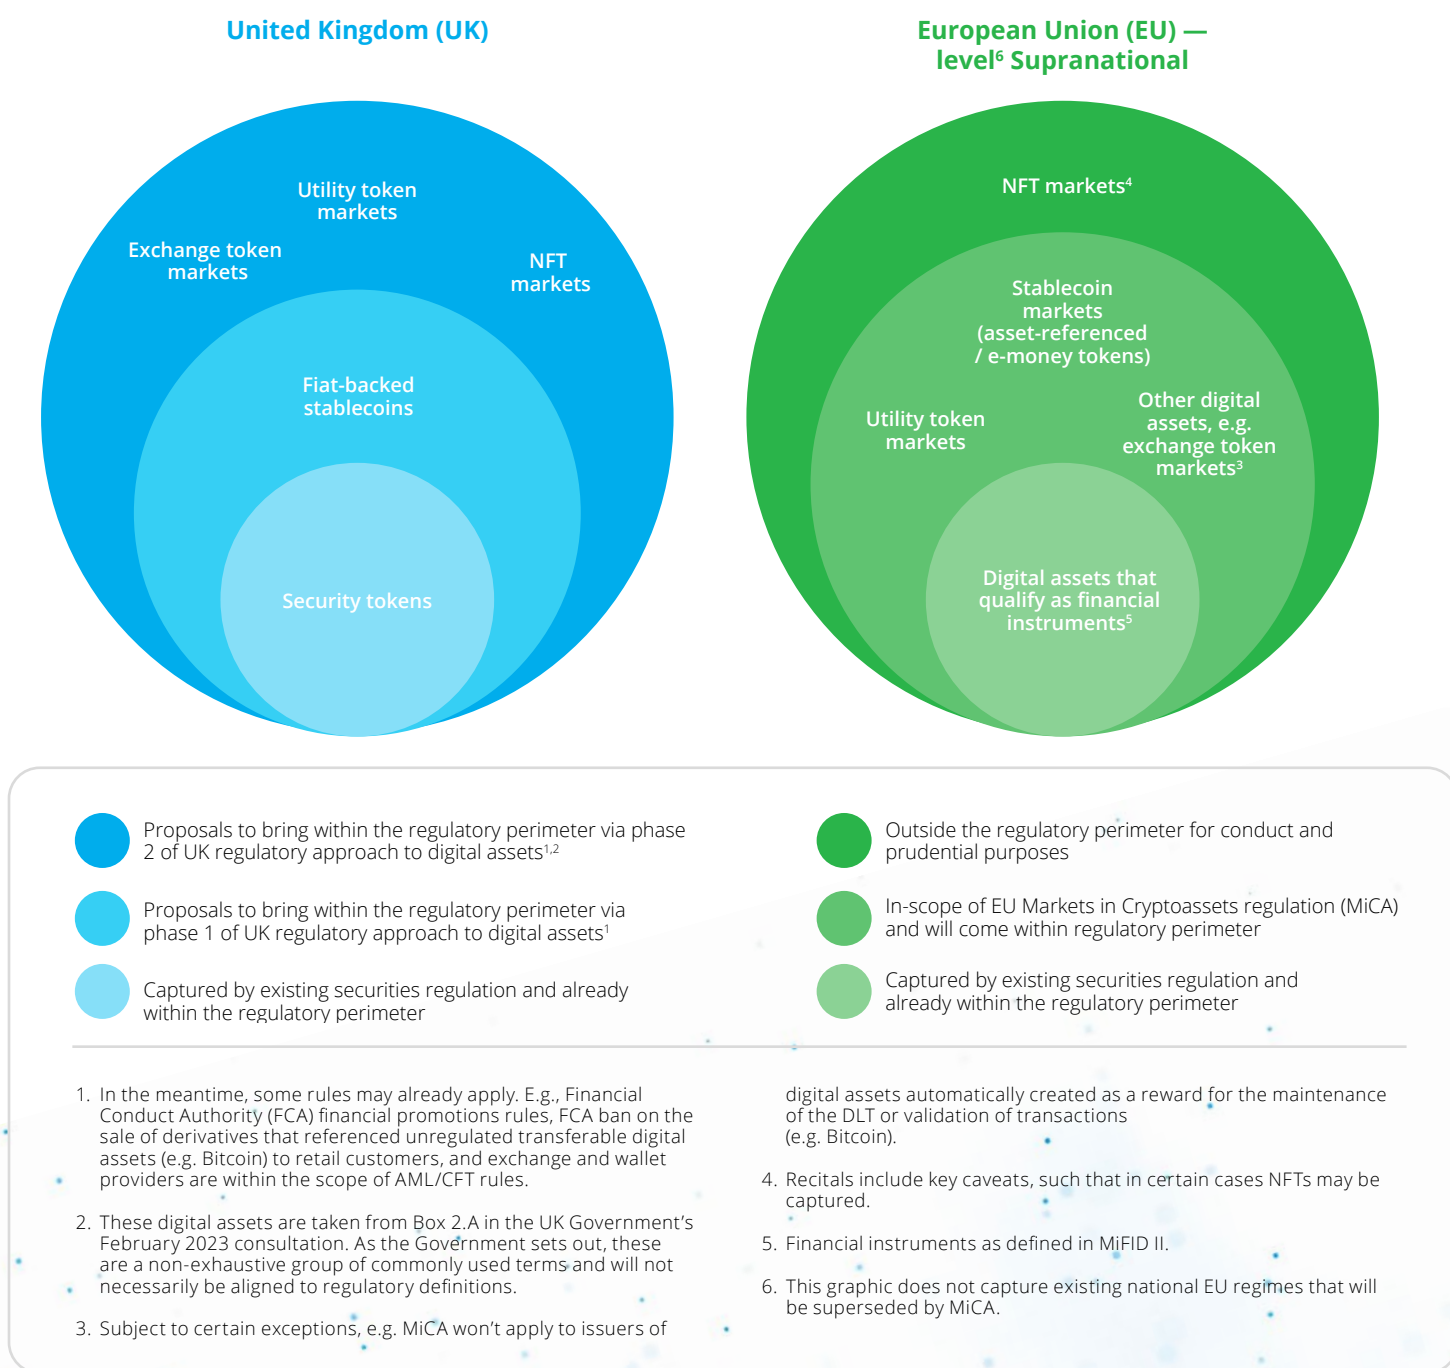 United Kingdom (UK)
Utility token
markets
Exchange token
markets
NFT
markets
Fiat-backed
stablecoins
Security tokens
European Union (EU) —
level⁶ Supranational
NFT markets⁴
Stablecoin
markets
(asset-referenced
/ e-money tokens)
Utility token
markets
Other digital
assets, e.g.
exchange token
markets³
Digital assets that
qualify as financial
instruments⁵
Proposals to bring within the regulatory perimeter via phase
2 of UK regulatory approach to digital assets¹,²
Proposals to bring within the regulatory perimeter via
phase 1 of UK regulatory approach to digital assets¹
Captured by existing securities regulation and already
within the regulatory perimeter
Outside the regulatory perimeter for conduct and
prudential purposes
In-scope of EU Markets in Cryptoassets regulation (MiCA)
and will come within regulatory perimeter
Captured by existing securities regulation and
already within the regulatory perimeter
1. In the meantime, some rules may already apply. E.g., Financial
Conduct Authority (FCA) financial promotions rules, FCA ban on the
sale of derivatives that referenced unregulated transferable digital
assets (e.g. Bitcoin) to retail customers, and exchange and wallet
providers are within the scope of AML/CFT rules.
2. These digital assets are taken from Box 2.A in the UK Government's
February 2023 consultation. As the Government sets out, these
are a non-exhaustive group of commonly used terms and will not
necessarily be aligned to regulatory definitions.
3. Subject to certain exceptions, e.g. MiCA won't apply to issuers of
digital assets automatically created as a reward for the maintenance
of the DLT or validation of transactions
(e.g. Bitcoin).
4. Recitals include key caveats, such that in certain cases NFTs may be
captured.
5. Financial instruments as defined in MiFID II.
6. This graphic does not capture existing national EU regimes that will
be superseded by MiCA.